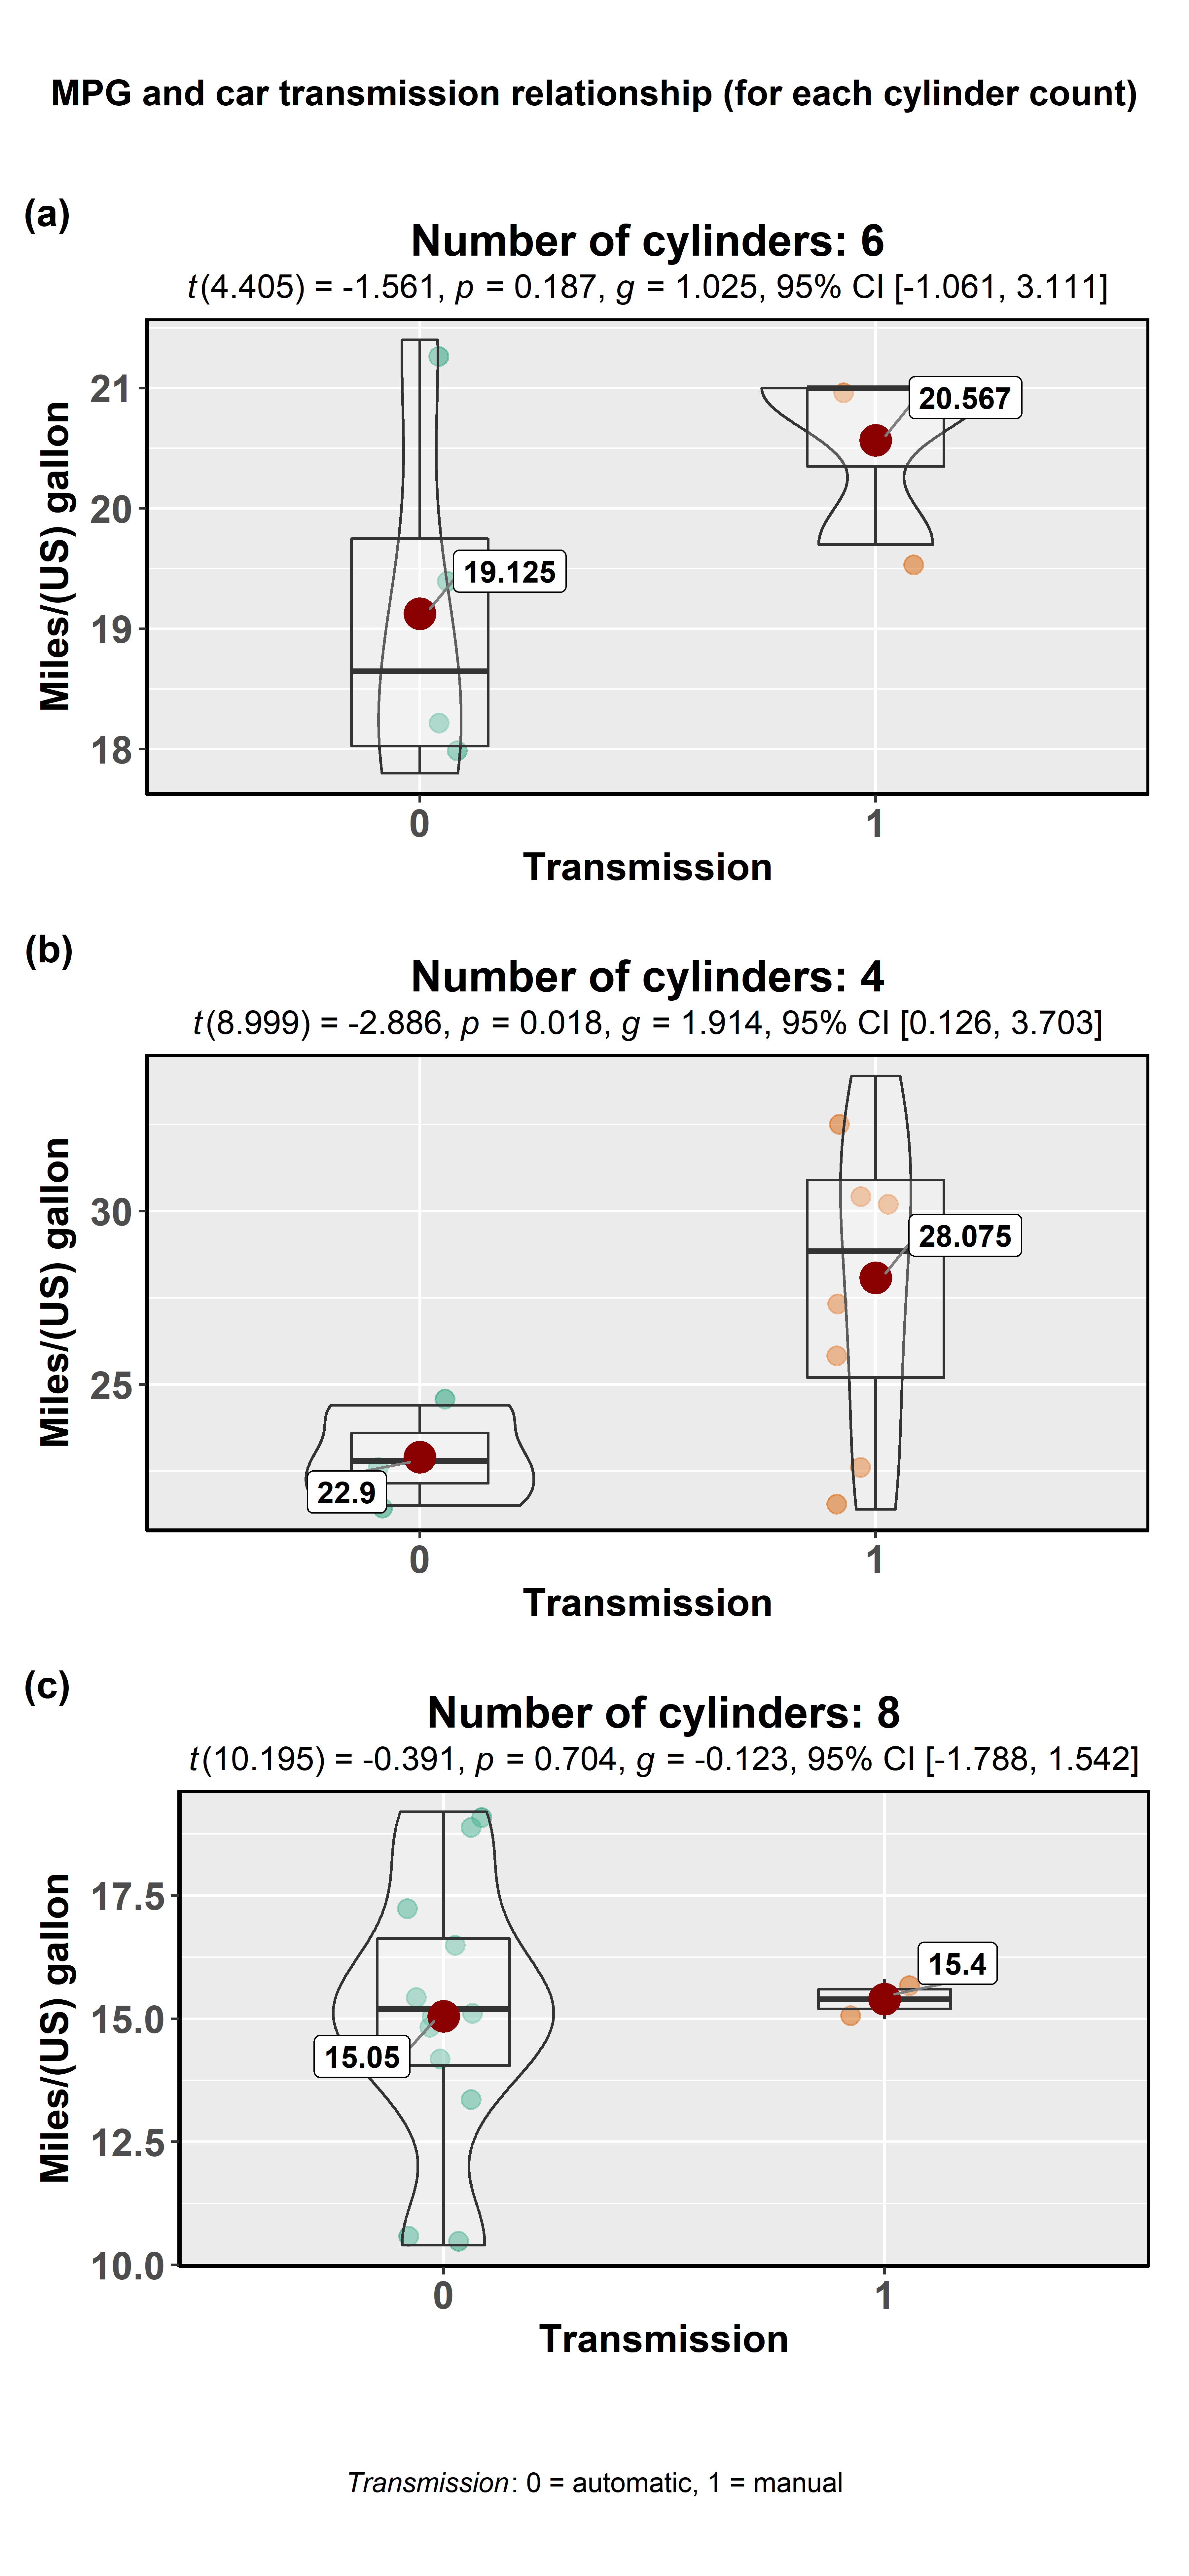 MPG and car transmission relationship (for each cylinder count)
(a)
Number of cylinders: 6
t(4.405) = -1.561, p = 0.187, g = 1.025, 95% CI [-1.061, 3.111]
Miles/(US) gallon
21
20
19
18
20.567
19.125
0
1
Transmission
(b)
Number of cylinders: 4
t(8.999) = -2.886, p = 0.018, g = 1.914, 95% CI [0.126, 3.703]
Miles/(US) gallon
30
25
28.075
22.9
0
1
Transmission
(c)
Number of cylinders: 8
t(10.195) = -0.391, p = 0.704, g = -0.123, 95% CI [-1.788, 1.542]
Miles/(US) gallon
17.5
15.0
12.5
10.0
15.4
15.05
0
1
Transmission
Transmission: 0 = automatic, 1 = manual